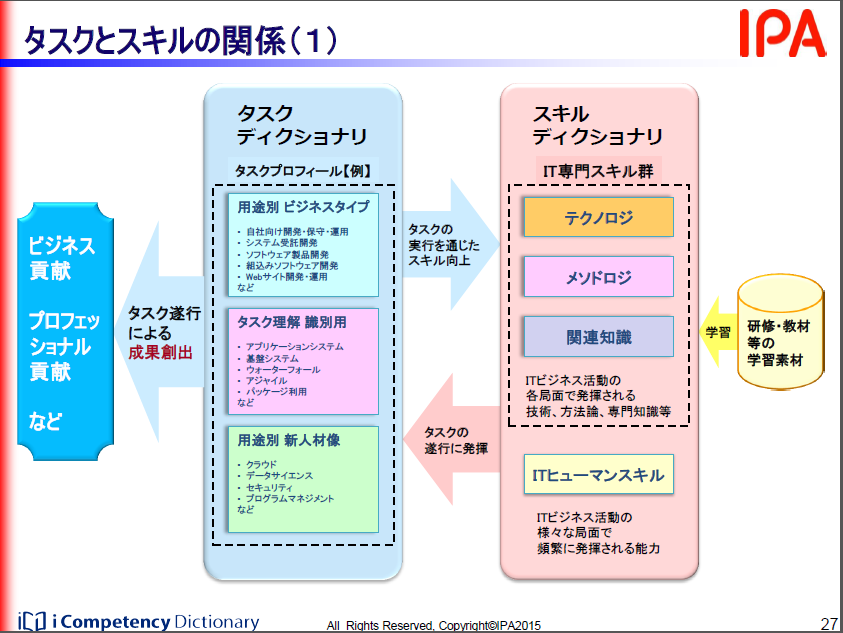 タスクとスキルの関係(1)
IPA
タスク
ディクショナリ
タスクプロフィール【例】
用途別 ビジネスタイプ
・ 自社向け開発・保守・運用
・ システム受託開発
・ ソフトウェア製品開発
・ 組込みソフトウェア開発
・ Webサイト開発・運用
など
タスク理解 識別用
・ アプリケーションシステム
・ 基盤システム
・ ウォーターフォール
・ アジャイル
・ パッケージ利用
など
用途別 新人材像
・ クラウド
・ データサイエンス
・ セキュリティ
・ プログラムマネジメント
など
ビジネス
貢献
プロフェッ
ショナル
貢献
など
タスク遂行
による
成果創出
タスクの
実行を通じた
スキル向上
タスクの
遂行に発揮
スキル
ディクショナリ
IT専門スキル群
テクノロジ
メソドロジ
関連知識
ITビジネス活動の
各局面で発揮される
技術、方法論、専門知識等
ITヒューマンスキル
ITビジネス活動の
様々な局面で
頻繁に発揮される能力
学習
研修・教材
等の
学習素材
iCD i Competency Dictionary
All Rights Reserved, Copyright©IPA2015
27